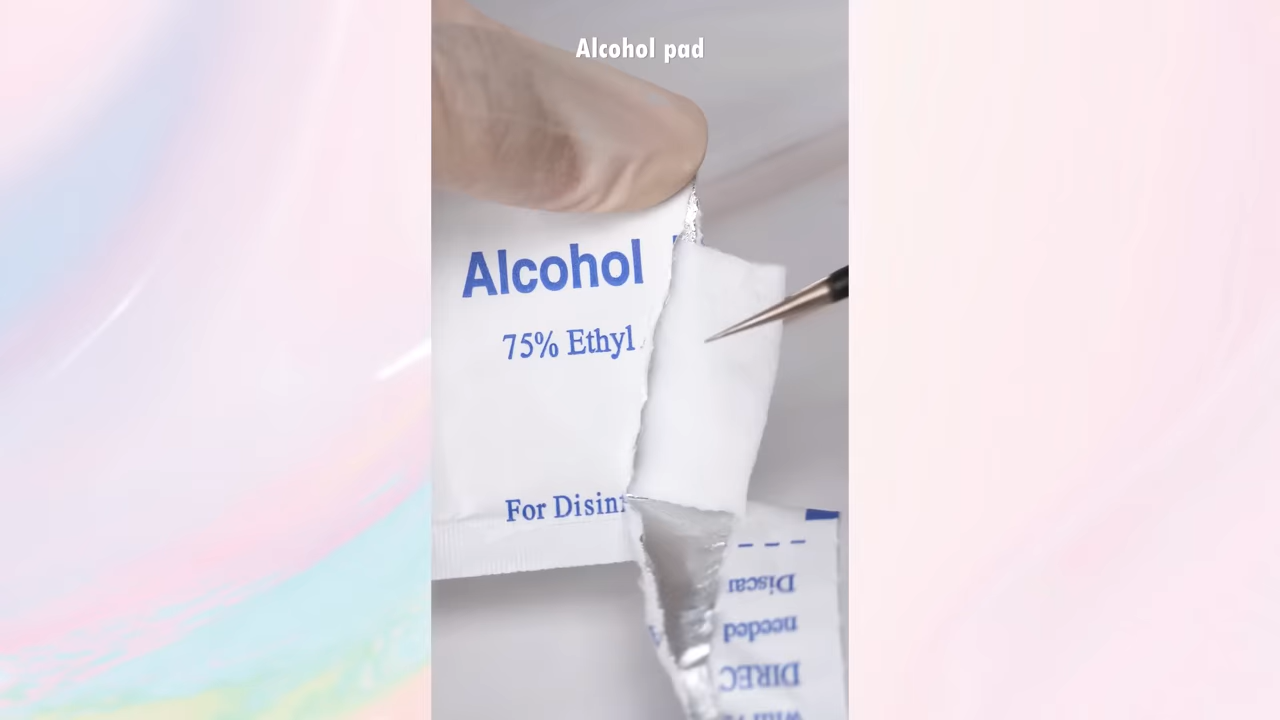 Alcohol pad
Alcohol
75% Ethyl
For Disin
Discar
needed
DIREC